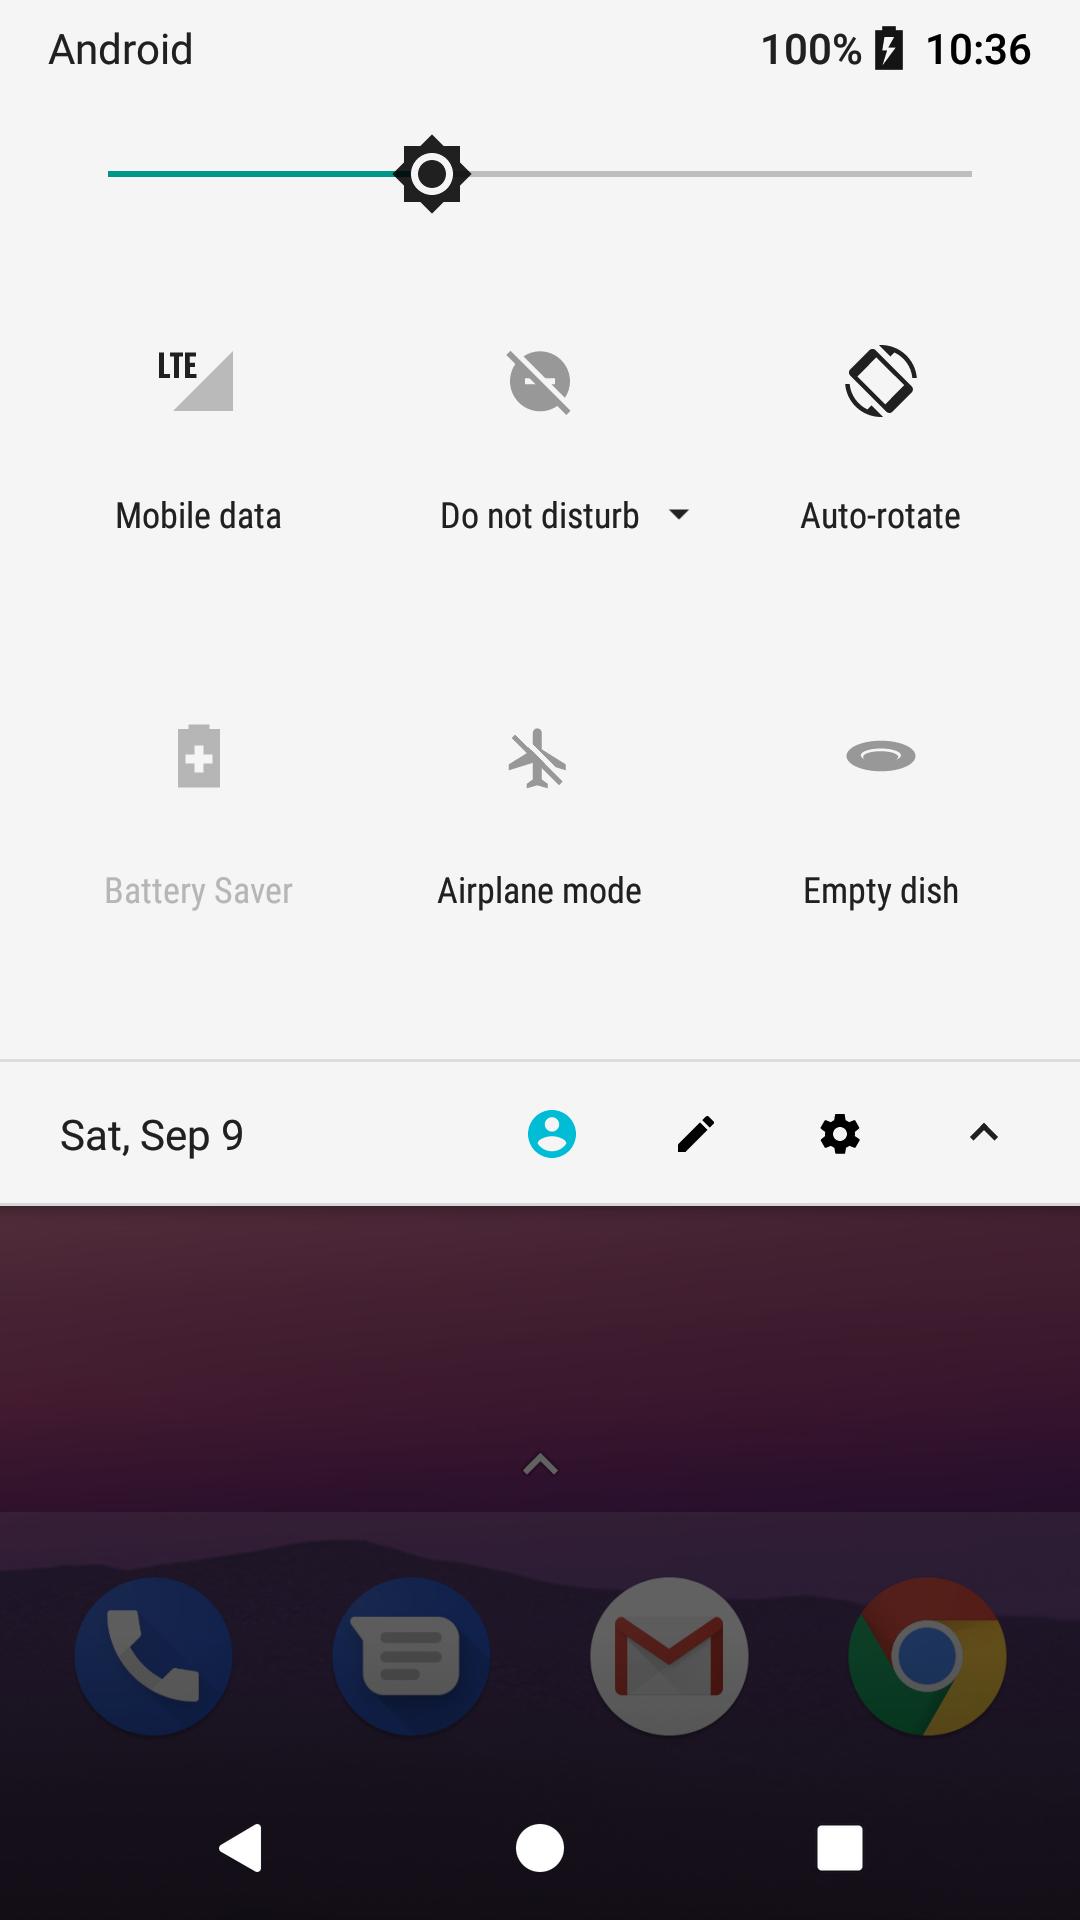 Android 100% 10:36
LTE
Mobile data Do not disturb Auto-rotate
Battery Saver Airplane mode Empty dish
Sat, Sep 9